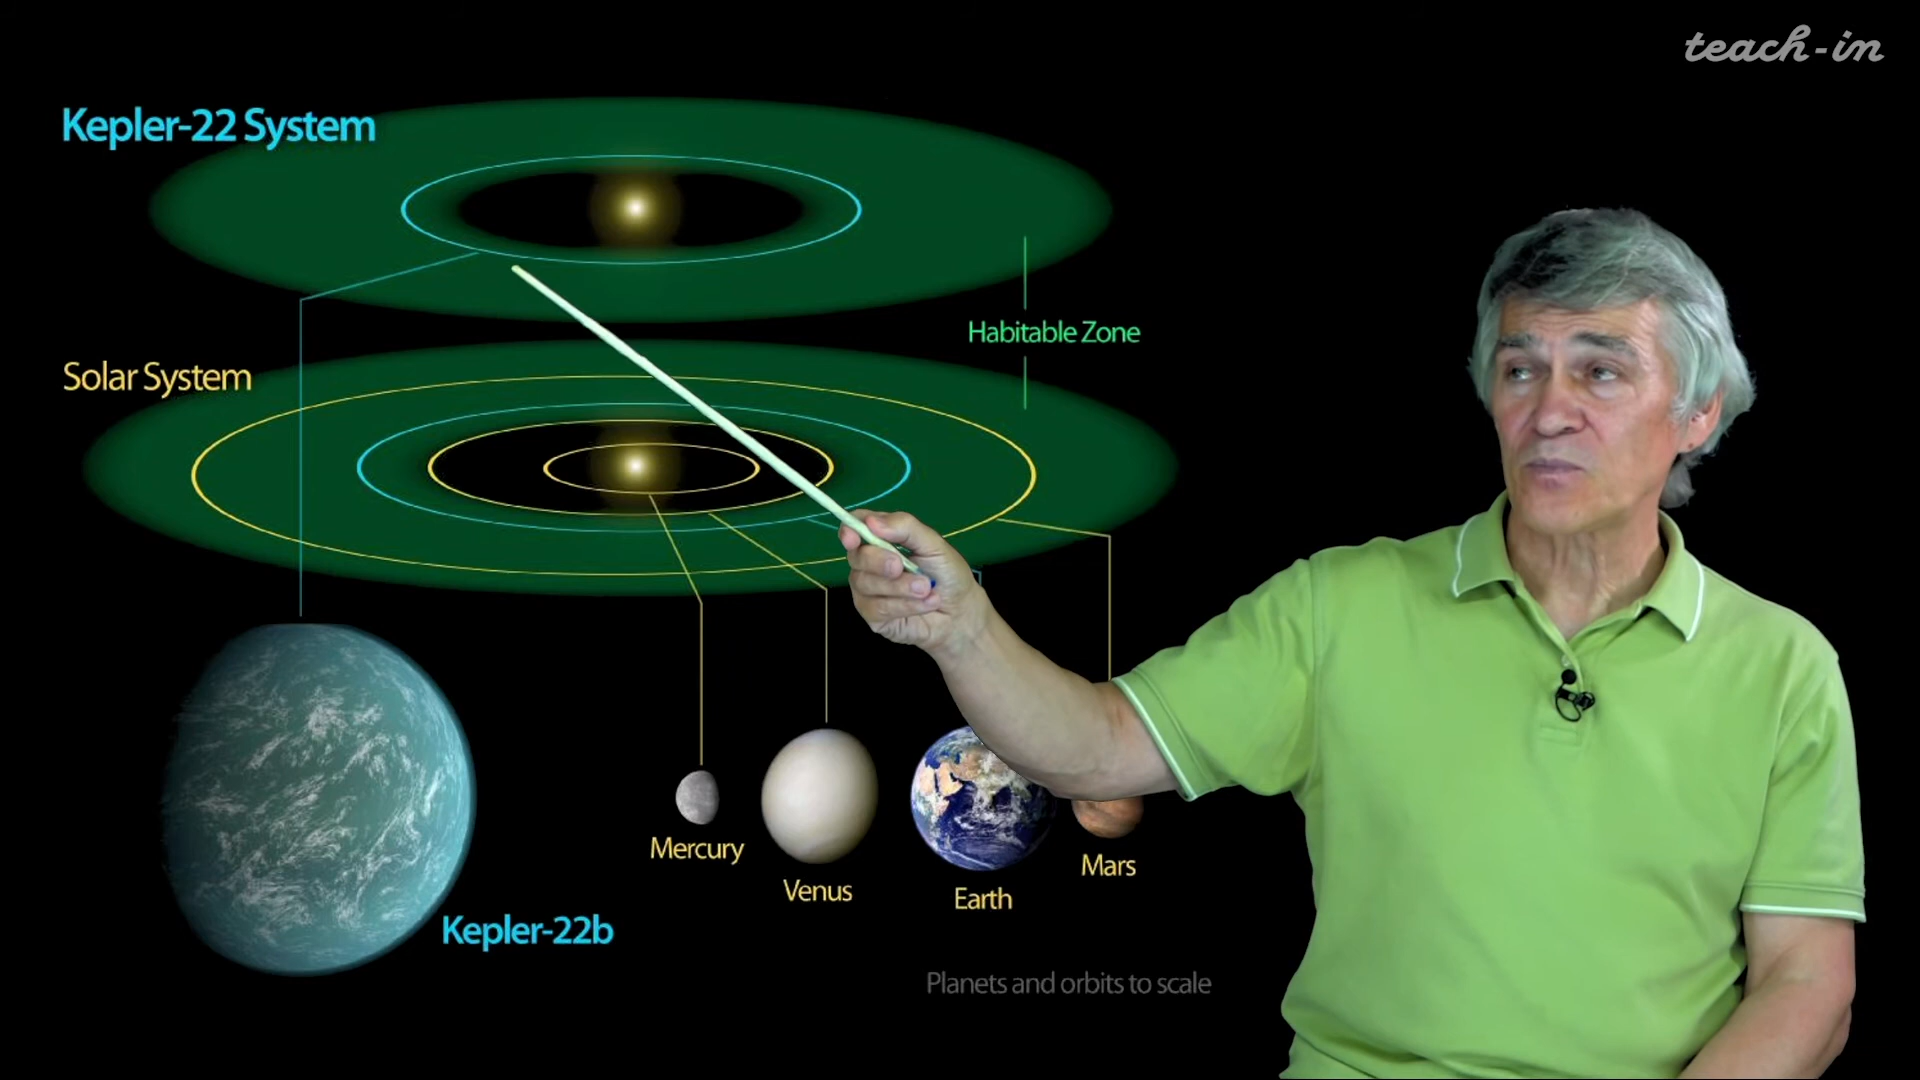 teach-in
Kepler-22 System
Habitable Zone
Solar System
Mercury
Venus
Earth
Mars
Kepler-22b
Planets and orbits to scale